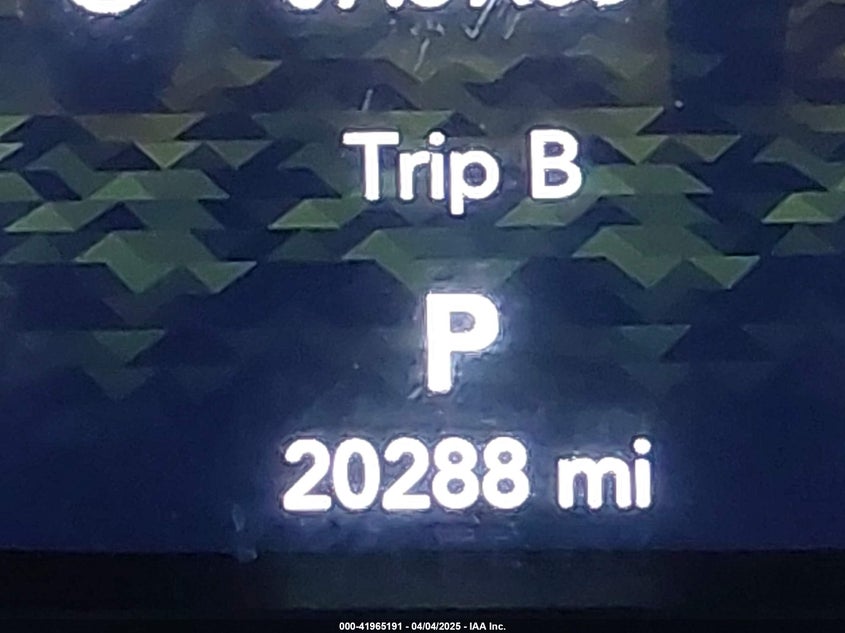 Trip B
P
20288 mi
000-41965191 - 04/04/2025 - IAA Inc.